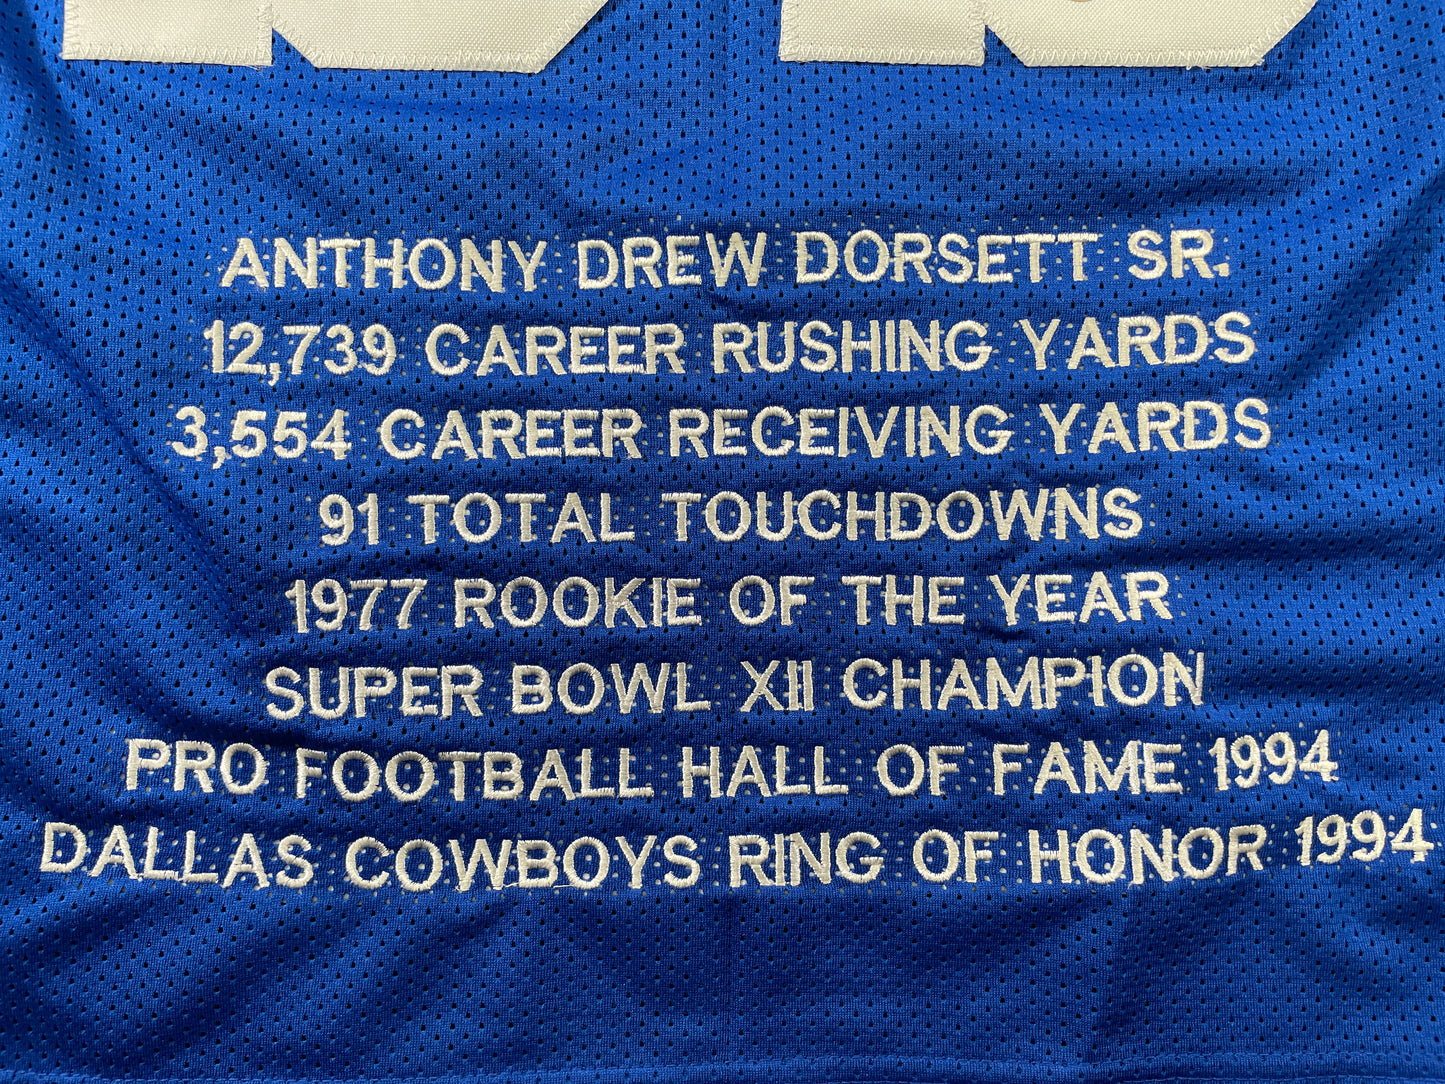 ANTHONY DREW DORSETT SR.
12,739 CAREER RUSHING YARDS
3,554 CAREER RECEIVING YARDS
91 TOTAL TOUCHDOWNS
1977 ROOKIE OF THE YEAR
SUPER BOWL XII CHAMPION
PRO FOOTBALL HALL OF FAME 1994
DALLAS COWBOYS RING OF HONOR 1994